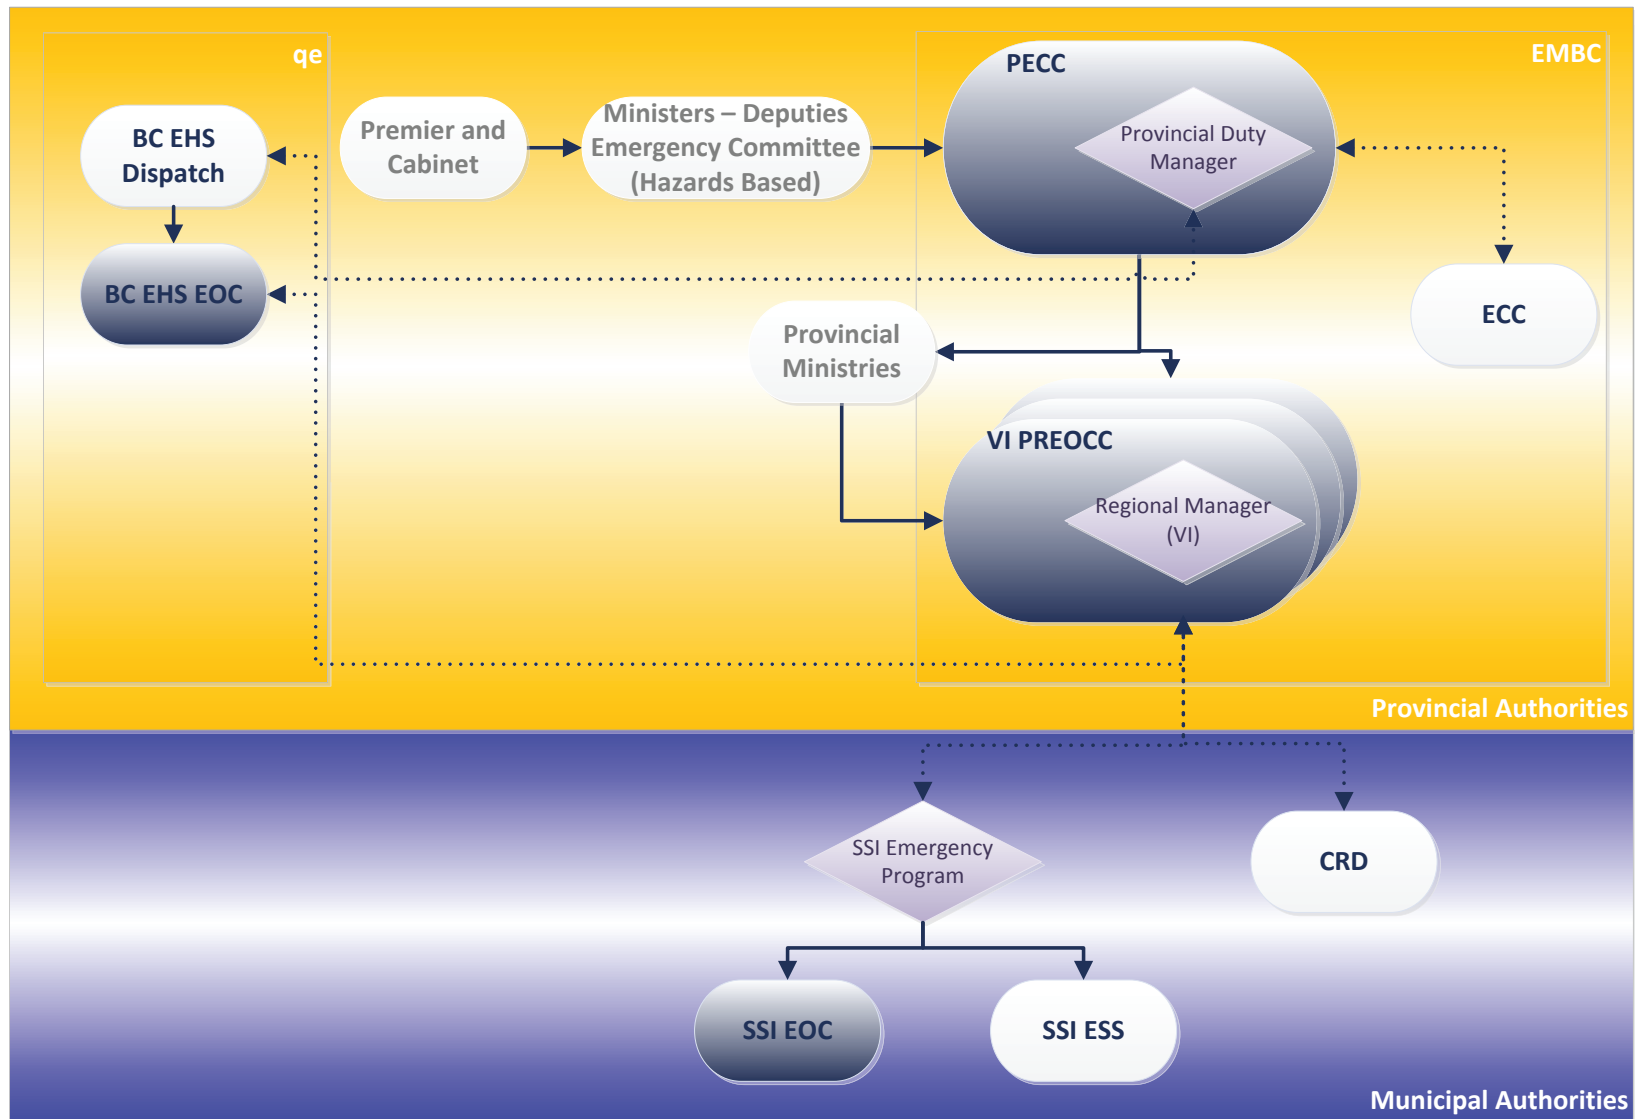 qe
EMBC
BC EHS
Dispatch
BC EHS EOC
Premier and
Cabinet
Ministers – Deputies
Emergency Committee
(Hazards Based)
PECC
Provincial Duty
Manager
ECC
Provincial
Ministries
VI PREOCC
Regional Manager
(VI)
Provincial Authorities
SSI Emergency
Program
CRD
SSI EOC
SSI ESS
Municipal Authorities